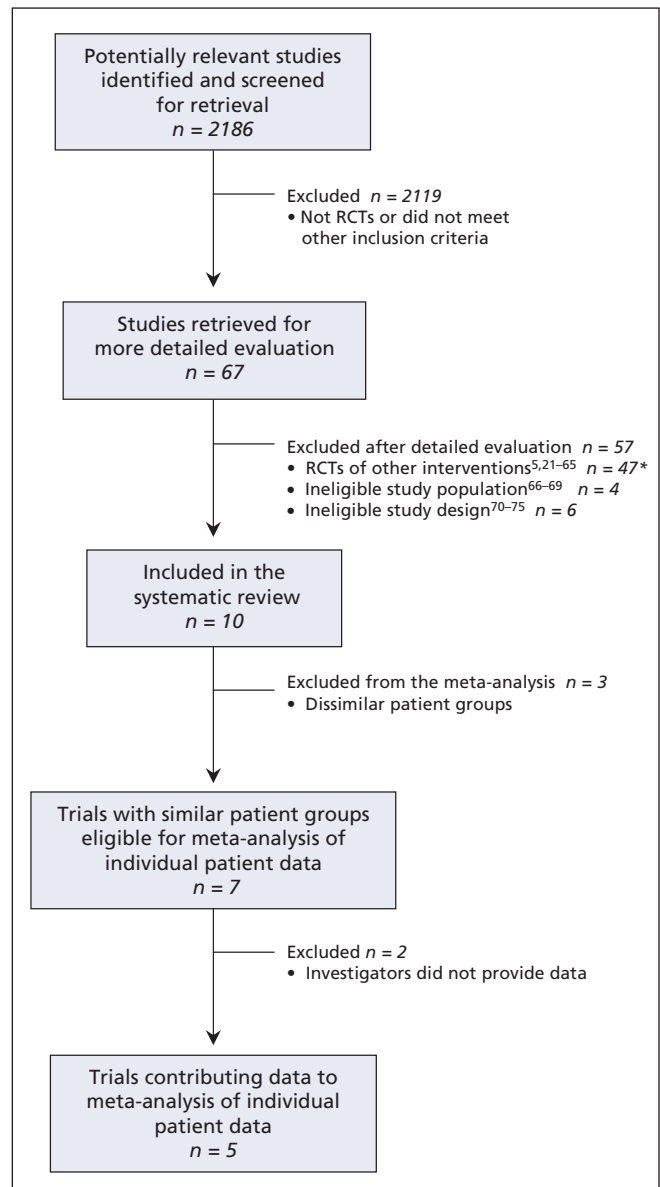 Potentially relevant studies
identified and screened
for retrieval
n = 2186
Excluded n = 2119
• Not RCTs or did not meet
other inclusion criteria
Studies retrieved for
more detailed evaluation
n = 67
Excluded after detailed evaluation n = 57
• RCTs of other interventions5,21–65 n = 47*
• Ineligible study population66–69 n = 4
• Ineligible study design70–75 n = 6
Included in the
systematic review
n = 10
Excluded from the meta-analysis n = 3
• Dissimilar patient groups
Trials with similar patient groups
eligible for meta-analysis of
individual patient data
n = 7
Excluded n = 2
• Investigators did not provide data
Trials contributing data to
meta-analysis of individual
patient data
n = 5